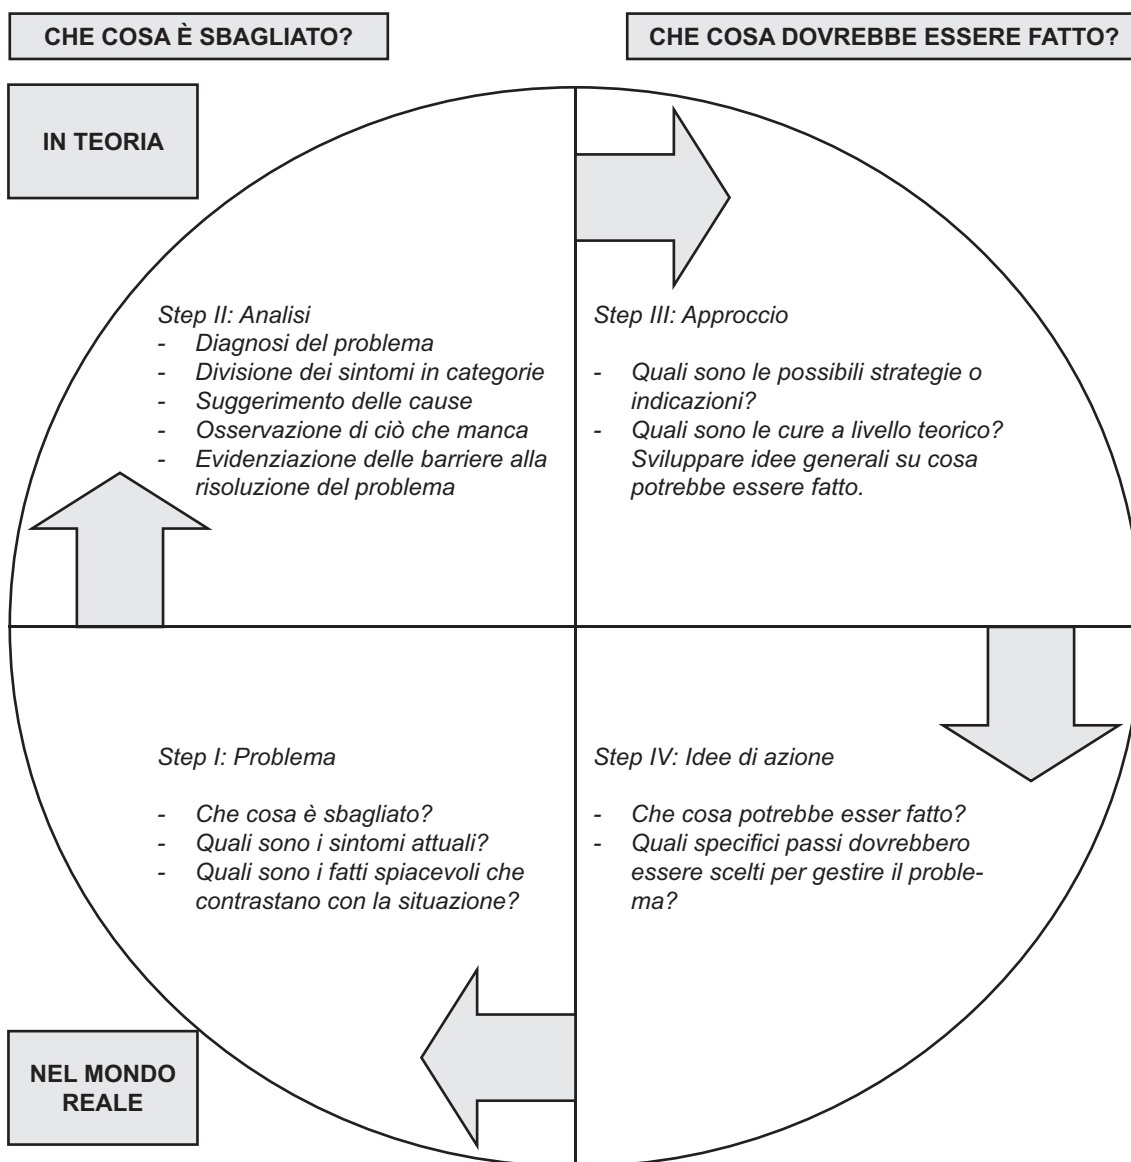 CHE COSA È SBAGLIATO?
CHE COSA DOVREBBE ESSERE FATTO?
IN TEORIA
Step II: Analisi
- Diagnosi del problema
- Divisione dei sintomi in categorie
- Suggerimento delle cause
- Osservazione di ciò che manca
- Evidenziazione delle barriere alla
risoluzione del problema
Step III: Approccio
- Quali sono le possibili strategie o
indicazioni?
- Quali sono le cure a livello teorico?
Sviluppare idee generali su cosa
potrebbe essere fatto.
Step I: Problema
- Che cosa è sbagliato?
- Quali sono i sintomi attuali?
- Quali sono i fatti spiacevoli che
contrastano con la situazione?
Step IV: Idee di azione
- Che cosa potrebbe esser fatto?
- Quali specifici passi dovrebbero
essere scelti per gestire il proble-
ma?
NEL MONDO
REALE